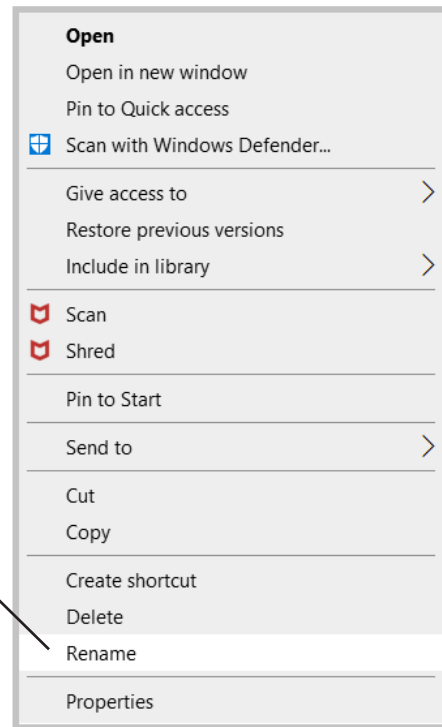 Open
Open in new window
Pin to Quick access
Scan with Windows Defender...
Give access to
Restore previous versions
Include in library
Scan
Shred
Pin to Start
Send to
Cut
Copy
Create shortcut
Delete
Rename
Properties